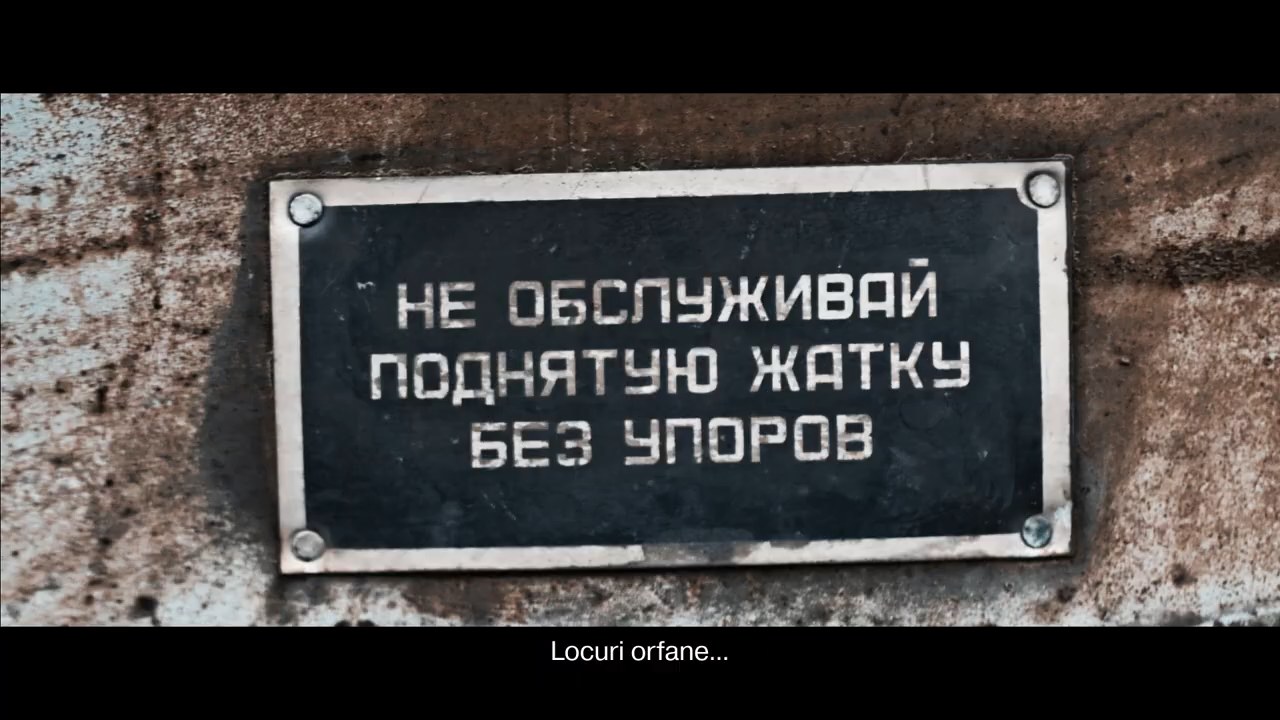 НЕ ОБСЛУЖИВАЙ
ПОДНЯТУЮ ЖАТКУ
БЕЗ УПОРОВ
Locuri orfane...